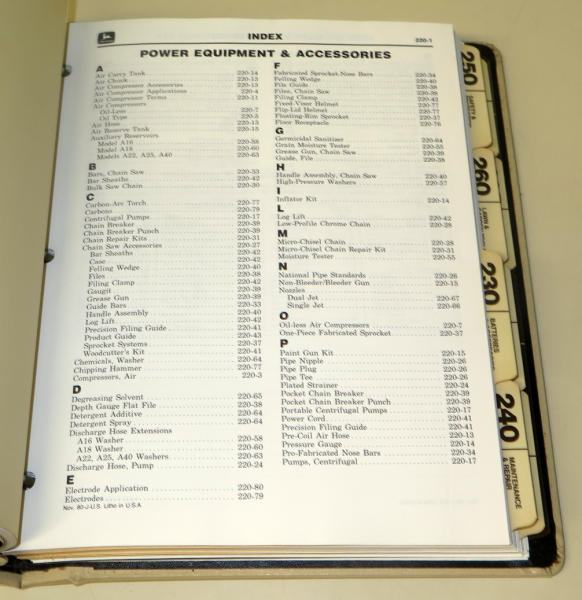 INDEX
220-1
POWER EQUIPMENT & ACCESSORIES
A
Air Carry Tank 220-14
Air Chuck 220-13
Air Compressor Accessories 220-13
Air Compressor Applications 220-4
Air Compressor Terms 220-11
Air Compressors
Oil-Less 220-7
Oil Type 220-5
Air Hose 220-13
Air Reserve Tank 220-15
Auxiliary Reservoirs
Model A16 220-58
Model A18 220-60
Models A22, A25, A40 220-63
B
Bars, Chain Saw 220-33
Bar Sheaths 220-42
Bulk Saw Chain 220-30
C
Carbon-Arc Torch 220-77
Carbons 220-79
Centrifugal Pumps 220-17
Chain Breaker 220-39
Chain Breaker Punch 220-39
Chain Repair Kits 220-31
Chain Saw Accessories 220-27
Bar Sheaths 220-42
Case 220-42
Felling Wedge 220-40
Files 220-38
Filing Clamp 220-42
Gaugit 220-39
Grease Gun 220-39
Guide Bars 220-33
Handle Assembly 220-40
Log Lift 220-42
Precision Filing Guide 220-41
Product Guide 220-43
Sprocket Systems 220-37
Woodcutter's Kit 220-41
Chemicals, Washer 220-64
Chipping Hammer 220-77
Compressors, Air 220-3
D
Degreasing Solvent 220-65
Depth Gauge Flat File 220-38
Detergent Additive 220-64
Detergent Spray 220-64
Discharge Hose Extensions
A16 Washer 220-58
A18 Washer 220-60
A22, A25, A40 Washers 220-63
Discharge Hose, Pump 220-24
E
Electrode Application 220-80
Electrodes 220-79
Nov. 80-J-U.S. Litho in U.S.A
F
Fabricated Sprocket-Nose Bars 220-34
Felling Wedge 220-40
File Guide 220-38
Files, Chain Saw 220-38
Filing Clamp 220-42
Fixed-Visor Helmet 220-77
Flip-Lid Helmet 220-77
Floating-Rim Sprocket 220-37
Floor Receptacle 220-76
G
Germicidal Sanitizer 220-64
Grain Moisture Tester 220-55
Grease Gun, Chain Saw 220-39
Guide, File 220-38
H
Handle Assembly, Chain Saw 220-40
High-Pressure Washers 220-57
I
Inflator Kit 220-14
L
Log Lift 220-42
Low-Profile Chrome Chain 220-28
M
Micro-Chisel Chain 220-28
Micro-Chisel Chain Repair Kit 220-31
Moisture Tester 220-55
N
National Pipe Standards 220-26
Non-Bleeder/Bleeder Gun 220-15
Nozzles
Dual Jet 220-67
Single Jet 220-66
O
Oil-less Air Compressors 220-7
One-Piece Fabricated Sprocket 220-37
P
Paint Gun Kit 220-15
Pipe Nipple 220-26
Pipe Plug 220-26
Pipe Tee 220-26
Plated Strainer 220-24
Pocket Chain Breaker 220-39
Pocket Chain Breaker Punch 220-39
Portable Centrifugal Pumps 220-17
Power Cord 220-41
Precision Filing Guide 220-41
Pre-Coil Air Hose 220-13
Pressure Gauge 220-14
Pro-Fabricated Nose Bars 220-34
Pumps, Centrifugal 220-17
250
SAFETY &
260
LAWN &
230
BATTERIES
240
MAINTENANCE
& REPAIR